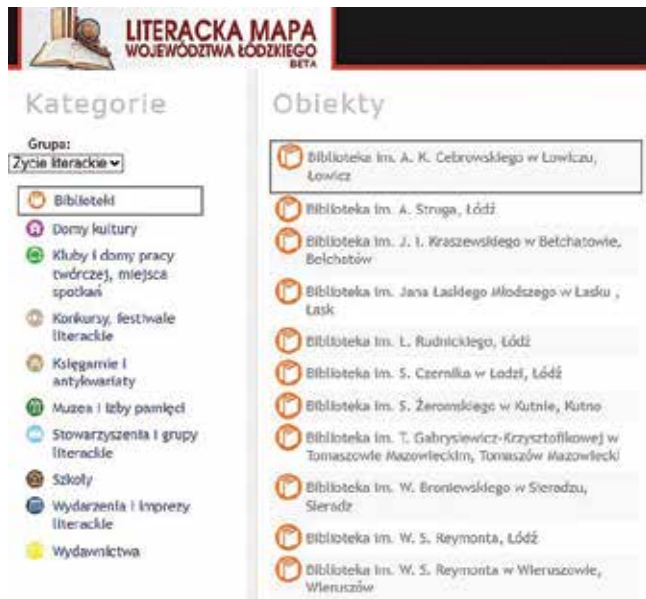 LITERACKA MAPA
WOJEWÓDZTWA ŁÓDZKIEGO
BETA
Kategorie
Grupa:
Życie literackie
Biblioteki
Domy kultury
Kluby i domy pracy
twórczej, miejsca
spotkań
Konkursy, festiwale
literackie
Księgarnie i
antykwariaty
Muzea i izby pamięci
Stowarzyszenia i grupy
literackie
Szkoły
Wydarzenia i imprezy
literackie
Wydawnictwa
Obiekty
Biblioteka im. A. K. Cebrowskiego w Łowiczu,
Łowicz
Biblioteka im. A. Struga, Łódź
Biblioteka im. J. I. Kraszewskiego w Bełchatowie,
Bełchatów
Biblioteka im. Jana Łaskiego Młodszego w Łasku ,
Łask
Biblioteka im. L. Rudnickiego, Łódź
Biblioteka im. S. Czernika w Łodzi, Łódź
Biblioteka im. S. Żeromskiego w Kutnie, Kutno
Biblioteka im. T. Gabrysiewicz-Krzysztofikowej w
Tomaszowie Mazowieckim, Tomaszów Mazowiecki
Biblioteka im. W. Broniewskiego w Sieradzu,
Sieradz
Biblioteka im. W. S. Reymonta, Łódź
Biblioteka im. W. S. Reymonta w Wieruszowie,
Wieruszów